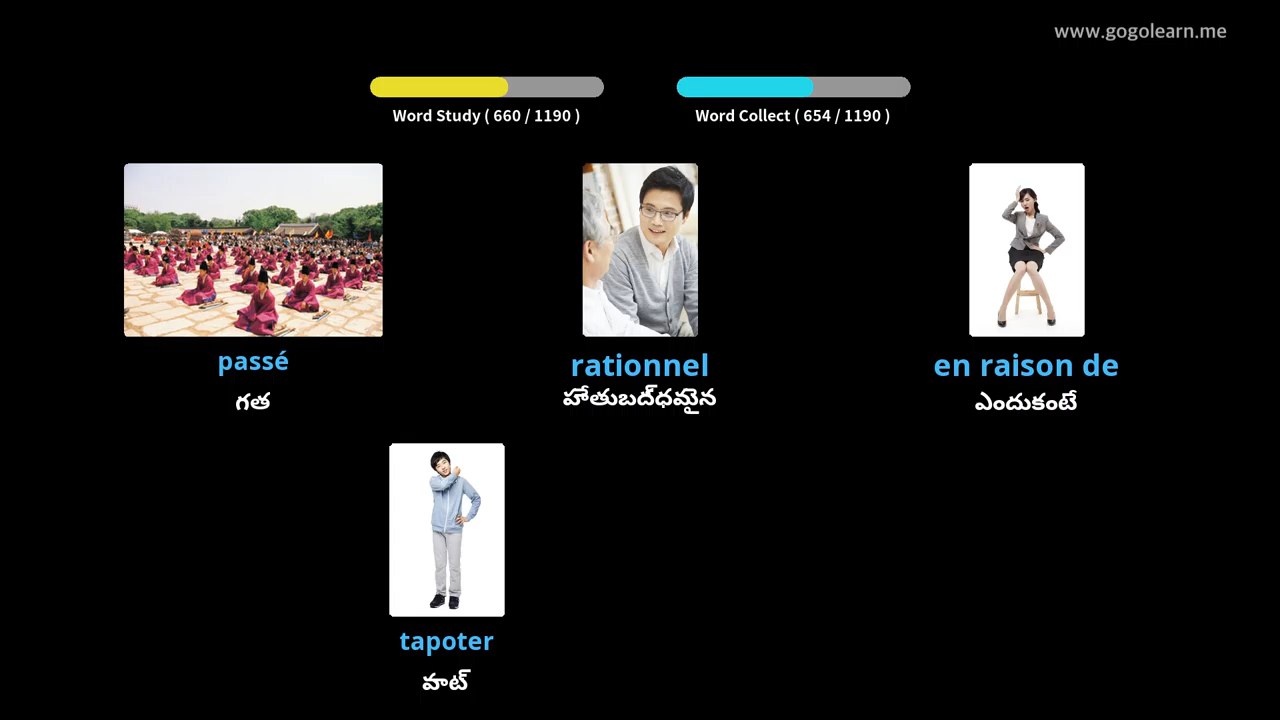 www.gogolearn.me
Word Study ( 660 / 1190 )
Word Collect ( 654 / 1190 )
passé
గత
rationnel
హేతుబద్ధమైన
en raison de
ఎందుకంటే
tapoter
పాట్